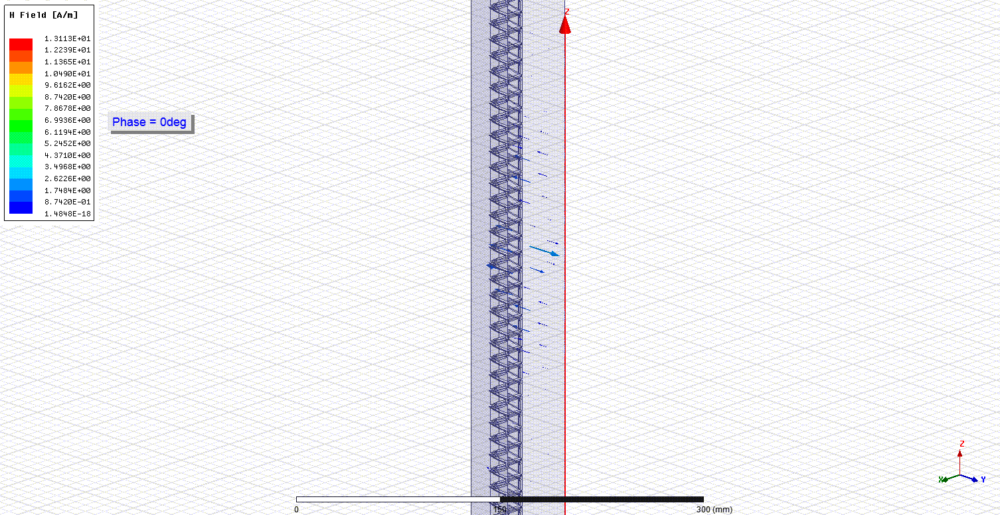 H Field [A/m]
1.3113E+01
1.2239E+01
1.1365E+01
1.0490E+01
9.6162E+00
8.7420E+00
7.8678E+00
6.9936E+00
6.1194E+00
5.2452E+00
4.3710E+00
3.4968E+00
2.6226E+00
1.7484E+00
8.7420E-01
1.4848E-18
Phase = 0deg
Z
Z
X
Y
0
150
300 (mm)